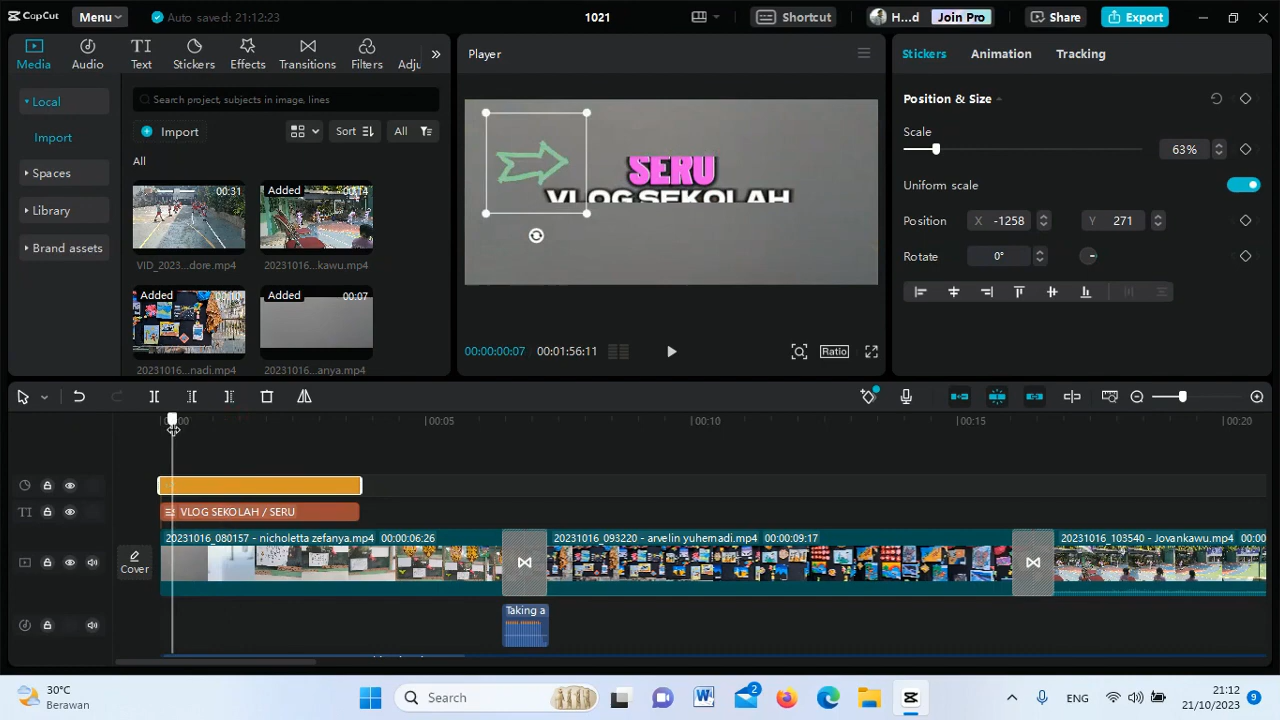 CapCut
Menu
Auto saved: 21:12:23
1021
Shortcut
H...d
Join Pro
Share
Export
Media
Audio
Text
Stickers
Effects
Transitions
Filters
Local
Import
Spaces
Library
Brand assets
Search project, subjects in image, lines
Import
Sort
All
All
00:31
VID_2023...dore.mp4
Added
20231016...kawu.mp4
Added
20231016...nadi.mp4
Added
00:07
20231016...anya.mp4
Player
SERU
VLOG SEKOLAH
00:00:00:07
00:01:56:11
Ratio
Stickers
Animation
Tracking
Position & Size
Scale
63%
Uniform scale
Position
X
-1258
Y
271
Rotate
0°
00:00
00:05
00:10
00:15
00:20
VLOG SEKOLAH / SERU
Cover
20231016_080157 - nicholetta zefanya.mp4
00:00:06:26
20231016_093220 - arvelin yuhemadi.mp4
00:00:09:17
20231016_103540 - Jovankawu.mp4
00:00
Taking a
30°C
Berawan
Search
2
ENG
21:12
21/10/2023
9